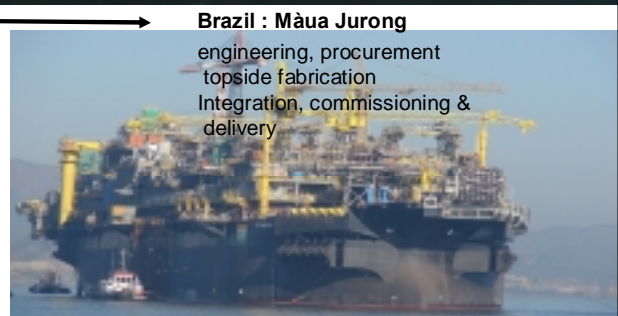 Brazil : Màua Jurong
engineering, procurement
topside fabrication
Integration, commissioning &
delivery